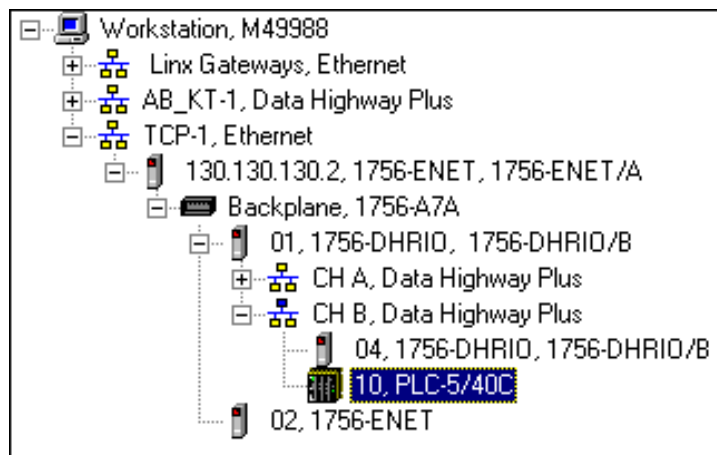 Workstation, M49988
Linx Gateways, Ethernet
AB_KT-1, Data Highway Plus
TCP-1, Ethernet
130.130.130.2, 1756-ENET, 1756-ENET/A
Backplane, 1756-A7A
01, 1756-DHRIO, 1756-DHRIO/B
CH A, Data Highway Plus
CH B, Data Highway Plus
04, 1756-DHRIO, 1756-DHRIO/B
10, PLC-5/40C
02, 1756-ENET